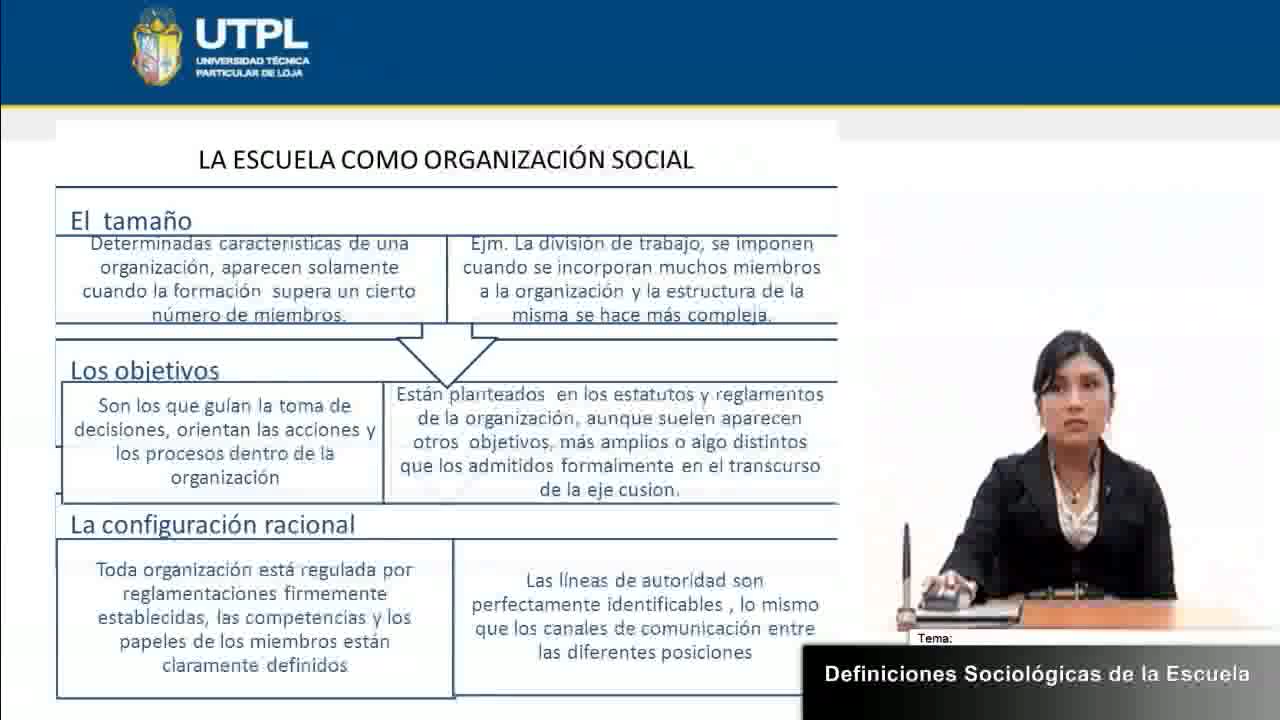 UTPL
UNIVERSIDAD TÉCNICA
PARTICULAR DE LOJA
LA ESCUELA COMO ORGANIZACIÓN SOCIAL
El tamaño
Determinadas características de una
organización, aparecen solamente
cuando la formación supera un cierto
número de miembros.
Ejm. La división de trabajo, se imponen
cuando se incorporan muchos miembros
a la organización y la estructura de la
misma se hace más compleja.
Los objetivos
Son los que guían la toma de
decisiones, orientan las acciones y
los procesos dentro de la
organización
Están planteados en los estatutos y reglamentos
de la organización, aunque suelen aparecen
otros objetivos, más amplios o algo distintos
que los admitidos formalmente en el transcurso
de la eje cusion.
La configuración racional
Toda organización está regulada por
reglamentaciones firmemente
establecidas, las competencias y los
papeles de los miembros están
claramente definidos
Las líneas de autoridad son
perfectamente identificables , lo mismo
que los canales de comunicación entre
las diferentes posiciones
Tema:
Definiciones Sociológicas de la Escuela